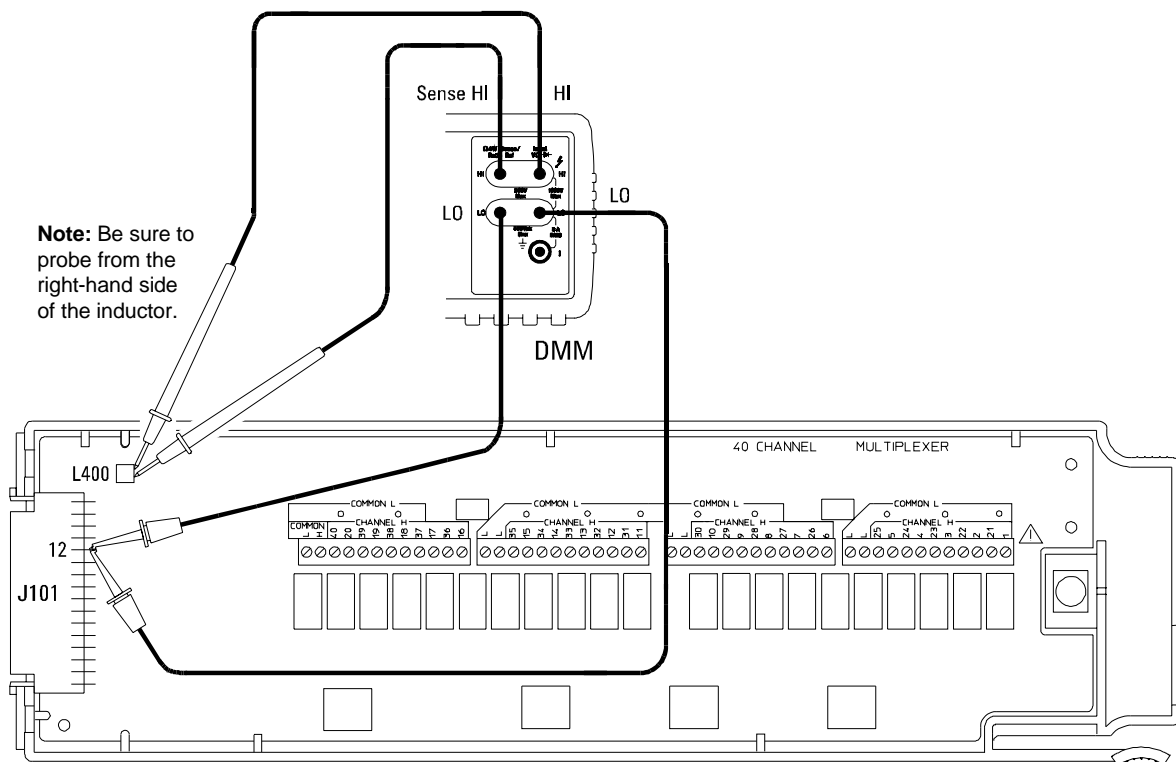 Sense HI
HI
HI
HI
LO
LO
LO
I
DMM
Note: Be sure to
probe from the
right-hand side
of the inductor.
L400
12
J101
40 CHANNEL MULTIPLEXER
COMMON L
COMMON L
COMMON L
COMMON L
COMMON
CHANNEL H
CHANNEL H
CHANNEL H
CHANNEL H
L H 40 20 39 19 38 18 37 17 36 16
L L 35 15 34 14 33 13 32 12 31 11
L L 30 10 29 9 28 8 27 7 26 6
L L 25 5 24 4 23 3 22 2 21 1